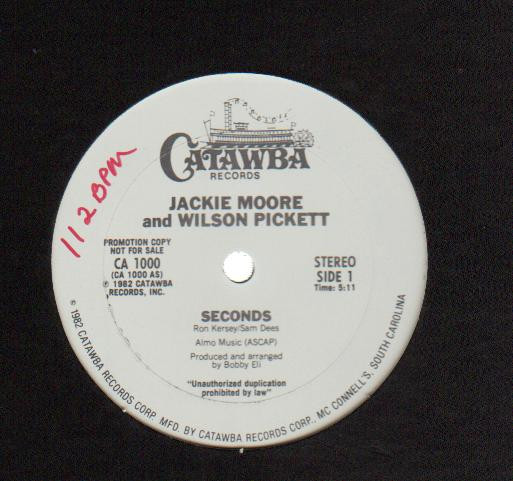 CATAWBA
RECORDS
112 BPM
JACKIE MOORE
and WILSON PICKETT
PROMOTION COPY
NOT FOR SALE
CA 1000
(CA 1000 AS)
℗ 1982 CATAWBA
RECORDS, INC.
STEREO
SIDE 1
Time: 5:11
SECONDS
Ron Kersey/Sam Dees
Almo Music (ASCAP)
Produced and arranged
by Bobby Eli
"Unauthorized duplication
prohibited by law"
© 1982 CATAWBA RECORDS CORP. MFD. BY CATAWBA RECORDS CORP., MC CONNELL'S, SOUTH CAROLINA